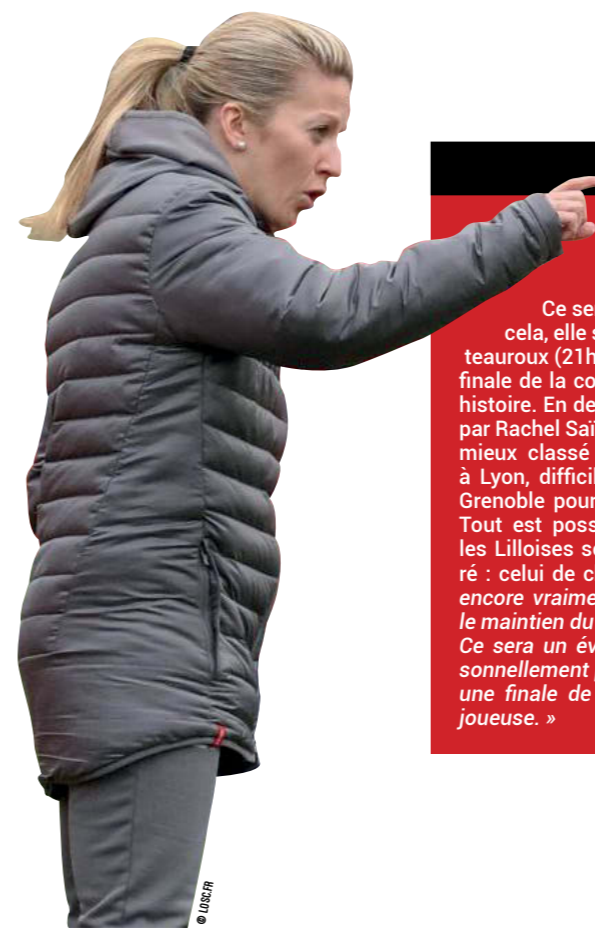 Ce se
cela, elle s
teauroux (21h
finale de la co
histoire. En de
par Rachel Saï
mieux classé
à Lyon, diffici
Grenoble pour
Tout est poss
les Lilloises s
ré : celui de c
encore vraime
le maintien du
Ce sera un év
sonnellement
une finale de
joueuse. »
© LOSC.FR